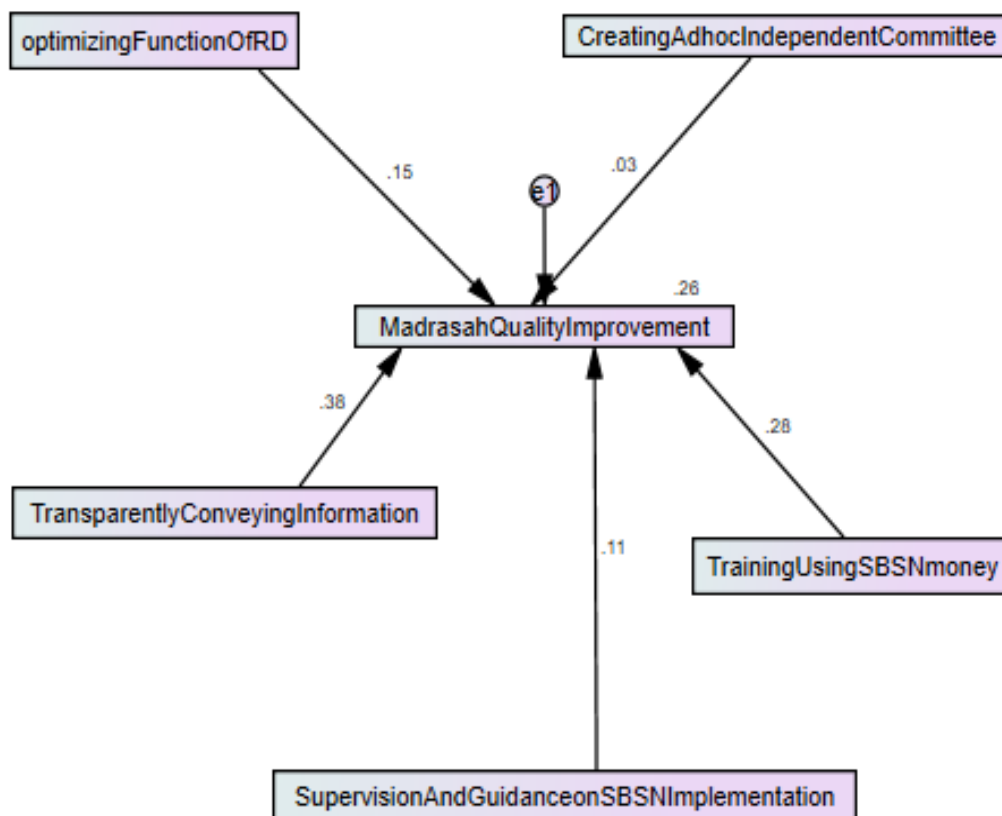 optimizingFunctionOfRD
CreatingAdhocIndependentCommittee
.15
.03
e1
.26
MadrasahQualityImprovement
.38
.28
TransparentlyConveyingInformation
.11
TrainingUsingSBSNmoney
SupervisionAndGuidanceonSBSNImplementation